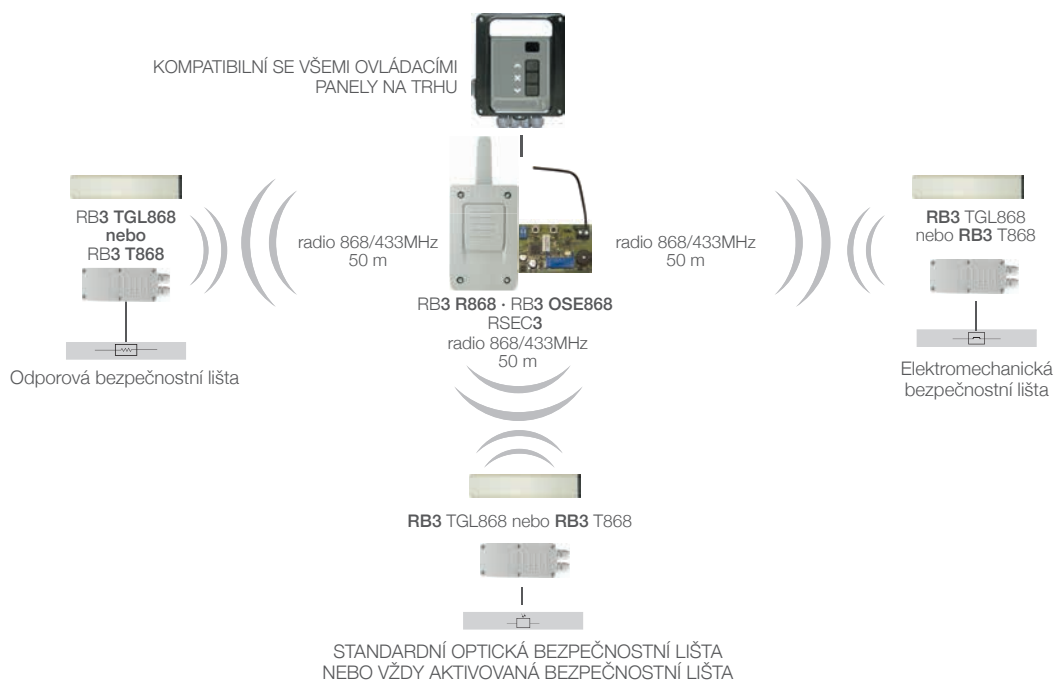 KOMPATIBILNÍ SE VŠEMI OVLÁDACÍMI
PANELY NA TRHU
RB3 TGL868
nebo
RB3 T868
Odporová bezpečnostní lišta
radio 868/433MHz
50 m
RB3 R868 · RB3 OSE868
RSEC3
radio 868/433MHz
50 m
radio 868/433MHz
50 m
RB3 TGL868
nebo RB3 T868
Elektromechanická
bezpečnostní lišta
RB3 TGL868 nebo RB3 T868
STANDARDNÍ OPTICKÁ BEZPEČNOSTNÍ LIŠTA
NEBO VŽDY AKTIVOVANÁ BEZPEČNOSTNÍ LIŠTA